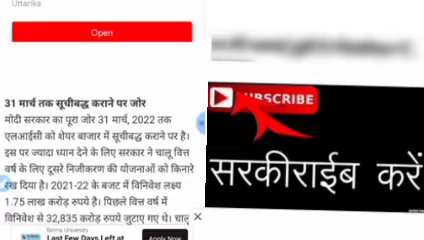 Uttarika
Open
31 मार्च तक सूचीबद्ध कराने पर जोर
मोदी सरकार का पूरा जोर 31 मार्च, 2022 तक
एलआईसी को शेयर बाजार में सूचीबद्ध कराने पर है।
इस पर ज्यादा ध्यान देने के लिए सरकार ने चालू वित्त
वर्ष के लिए दूसरे निजीकरण की योजनाओं को किनारे
रख दिया है। 2021-22 के बजट में विनिवेश लक्ष्य
1.75 लाख करोड़ रुपये है। पिछले वित्त वर्ष में
विनिवेश से 32,835 करोड़ रुपये जुटाए गए थे। चालू
Last Few Days Left at
Apply Now
SUBSCRIBE
सरकीराईब करें